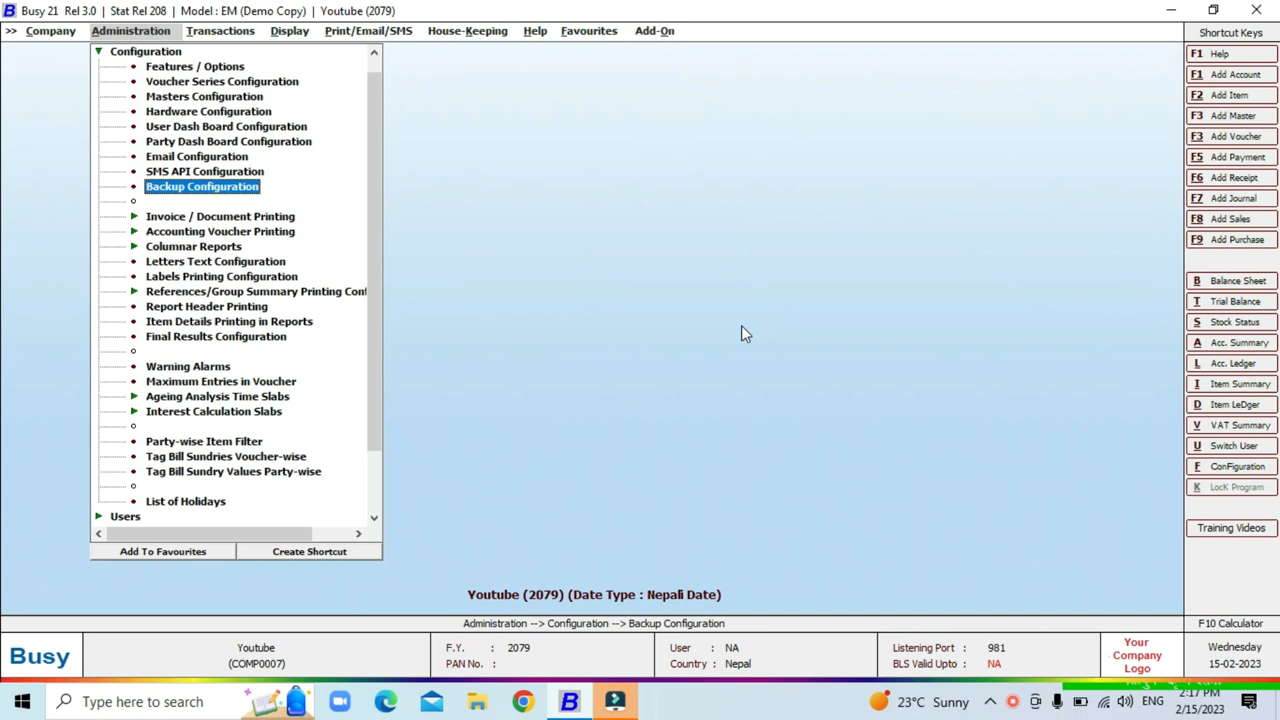 Busy 21 Rel 3.0 | Stat Rel 208 | Model : EM (Demo Copy) | Youtube (2079)
>> Company Administration Transactions Display Print/Email/SMS House-Keeping Help Favourites Add-On
Configuration
Features / Options
Voucher Series Configuration
Masters Configuration
Hardware Configuration
User Dash Board Configuration
Party Dash Board Configuration
Email Configuration
SMS API Configuration
Backup Configuration
Invoice / Document Printing
Accounting Voucher Printing
Columnar Reports
Letters Text Configuration
Labels Printing Configuration
References/Group Summary Printing Con
Report Header Printing
Item Details Printing in Reports
Final Results Configuration
Warning Alarms
Maximum Entries in Voucher
Ageing Analysis Time Slabs
Interest Calculation Slabs
Party-wise Item Filter
Tag Bill Sundries Voucher-wise
Tag Bill Sundry Values Party-wise
List of Holidays
Users
Add To Favourites Create Shortcut
Shortcut Keys
F1 Help
F1 Add Account
F2 Add Item
F3 Add Master
F3 Add Voucher
F5 Add Payment
F6 Add Receipt
F7 Add Journal
F8 Add Sales
F9 Add Purchase
B Balance Sheet
T Trial Balance
S Stock Status
A Acc. Summary
L Acc. Ledger
I Item Summary
D Item LeDger
V VAT Summary
U Switch User
F ConFiguration
K LocK Program
Training Videos
Youtube (2079) (Date Type : Nepali Date)
Administration --> Configuration --> Backup Configuration
F10 Calculator
Busy
Youtube
(COMP0007)
F.Y. : 2079
PAN No. :
User : NA
Country : Nepal
Listening Port : 981
BLS Valid Upto : NA
Your
Company
Logo
Wednesday
15-02-2023
Type here to search
23°C Sunny
ENG
2:17 PM
2/15/2023